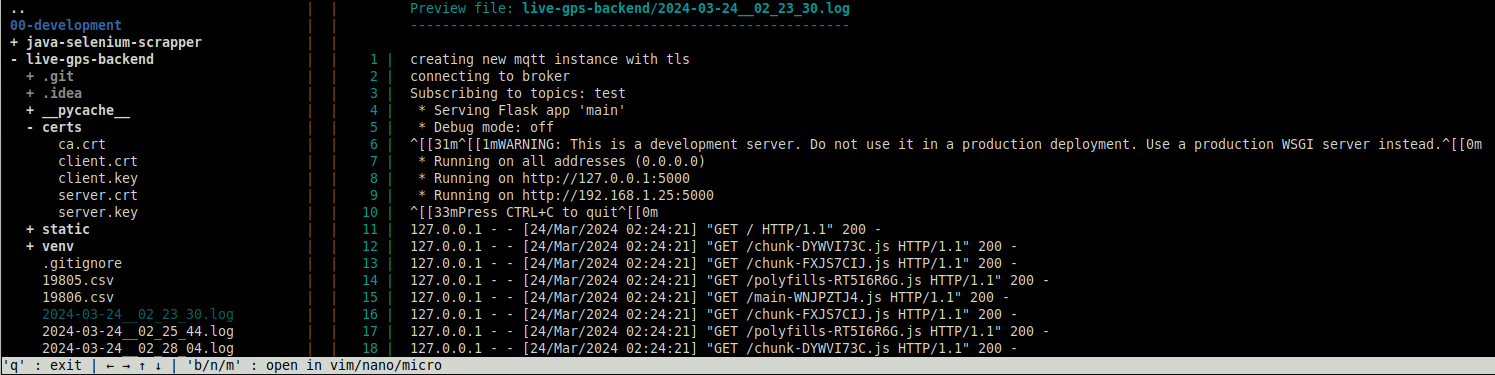 ..
00-development
+ java-selenium-scrapper
- live-gps-backend
+ .git
+ .idea
+ __pycache__
- certs
ca.crt
client.crt
client.key
server.crt
server.key
+ static
+ venv
.gitignore
19805.csv
19806.csv
2024-03-24__02_23_30.log
2024-03-24__02_25_44.log
2024-03-24__02_28_04.log
Preview file: live-gps-backend/2024-03-24__02_23_30.log
-------------------------------------------------------
1 | creating new mqtt instance with tls
2 | connecting to broker
3 | Subscribing to topics: test
4 | * Serving Flask app 'main'
5 | * Debug mode: off
6 | ^[[31m^[[1mWARNING: This is a development server. Do not use it in a production deployment. Use a production WSGI server instead.^[[0m
7 | * Running on all addresses (0.0.0.0)
8 | * Running on http://127.0.0.1:5000
9 | * Running on http://192.168.1.25:5000
10 | ^[[33mPress CTRL+C to quit^[[0m
11 | 127.0.0.1 - - [24/Mar/2024 02:24:21] "GET / HTTP/1.1" 200 -
12 | 127.0.0.1 - - [24/Mar/2024 02:24:21] "GET /chunk-DYWVI73C.js HTTP/1.1" 200 -
13 | 127.0.0.1 - - [24/Mar/2024 02:24:21] "GET /chunk-FXJS7CIJ.js HTTP/1.1" 200 -
14 | 127.0.0.1 - - [24/Mar/2024 02:24:21] "GET /polyfills-RT5I6R6G.js HTTP/1.1" 200 -
15 | 127.0.0.1 - - [24/Mar/2024 02:24:21] "GET /main-WNJPZTJ4.js HTTP/1.1" 200 -
16 | 127.0.0.1 - - [24/Mar/2024 02:24:21] "GET /chunk-FXJS7CIJ.js HTTP/1.1" 200 -
17 | 127.0.0.1 - - [24/Mar/2024 02:24:21] "GET /polyfills-RT5I6R6G.js HTTP/1.1" 200 -
18 | 127.0.0.1 - - [24/Mar/2024 02:24:21] "GET /chunk-DYWVI73C.js HTTP/1.1" 200 -
'q' : exit | ← → ↑ ↓ | 'b/n/m' : open in vim/nano/micro